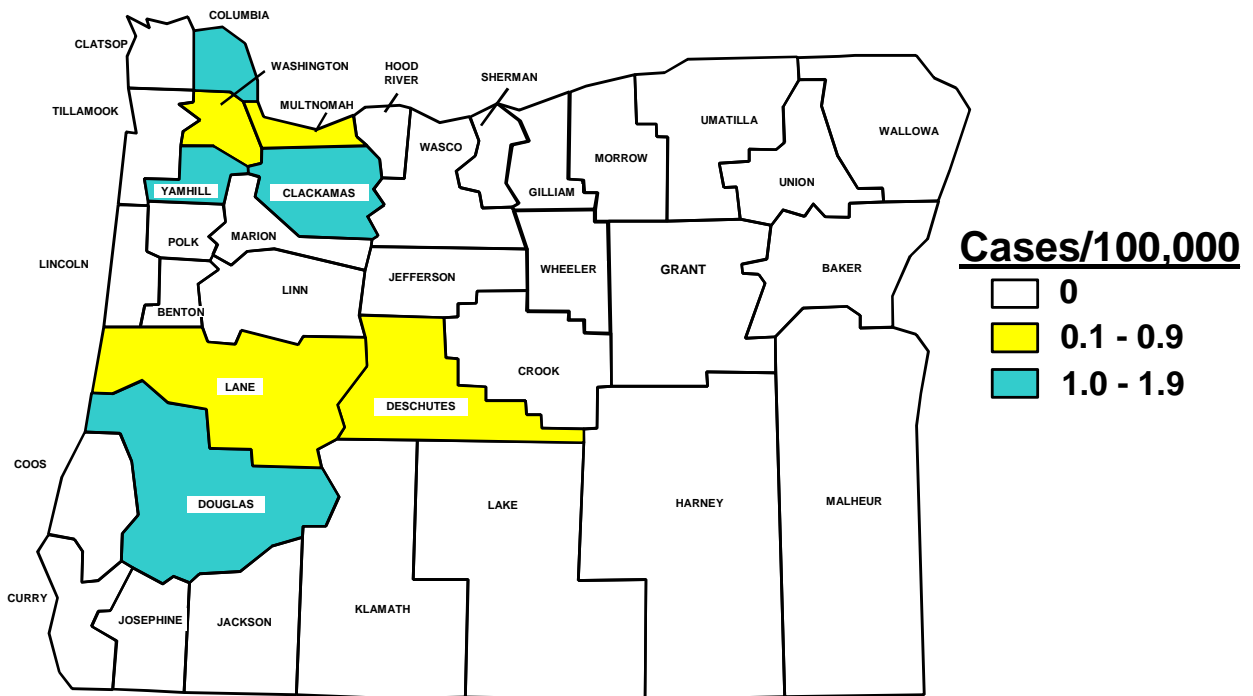 COLUMBIA
CLATSOP
WASHINGTON
HOOD
RIVER
SHERMAN
TILLAMOOK
MULTNOMAH
UMATILLA
WALLOWA
WASCO
MORROW
UNION
YAMHILL
CLACKAMAS
GILLIAM
POLK
MARION
LINCOLN
JEFFERSON
WHEELER
GRANT
BAKER
LINN
BENTON
CROOK
LANE
DESCHUTES
COOS
DOUGLAS
LAKE
HARNEY
MALHEUR
CURRY
JOSEPHINE
JACKSON
KLAMATH
Cases/100,000
0
0.1 - 0.9
1.0 - 1.9